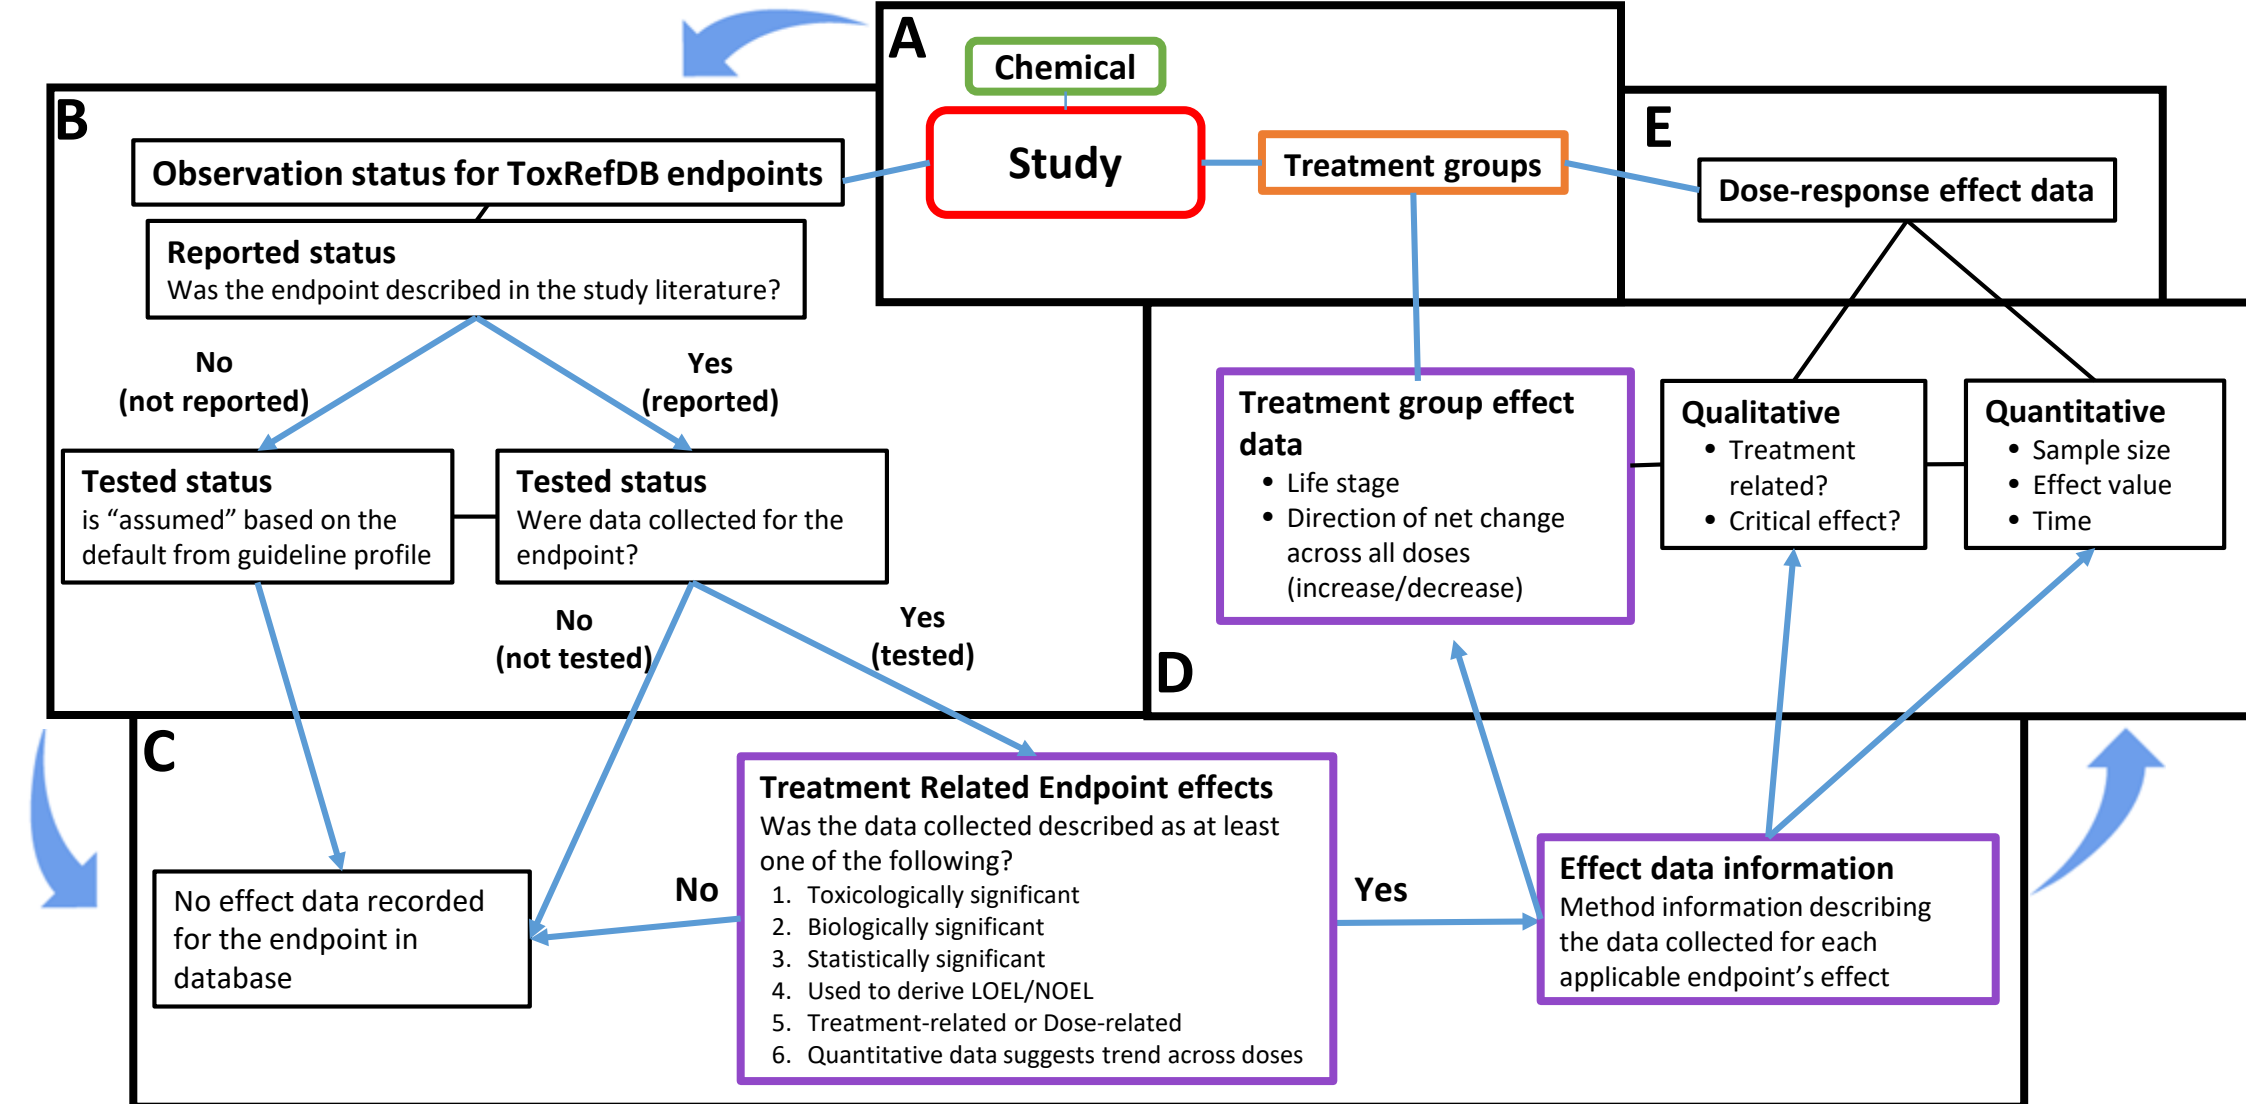 A
Chemical
Study
Treatment groups
B
Observation status for ToxRefDB endpoints
Reported status
Was the endpoint described in the study literature?
No
(not reported)
Yes
(reported)
Tested status
is “assumed” based on the
default from guideline profile
Tested status
Were data collected for the
endpoint?
No
(not tested)
Yes
(tested)
E
Dose-response effect data
D
Treatment group effect
data
• Life stage
• Direction of net change
across all doses
(increase/decrease)
Qualitative
• Treatment
related?
• Critical effect?
Quantitative
• Sample size
• Effect value
• Time
C
No effect data recorded
for the endpoint in
database
No
Treatment Related Endpoint effects
Was the data collected described as at least
one of the following?
1. Toxicologically significant
2. Biologically significant
3. Statistically significant
4. Used to derive LOEL/NOEL
5. Treatment-related or Dose-related
6. Quantitative data suggests trend across doses
Yes
Effect data information
Method information describing
the data collected for each
applicable endpoint’s effect